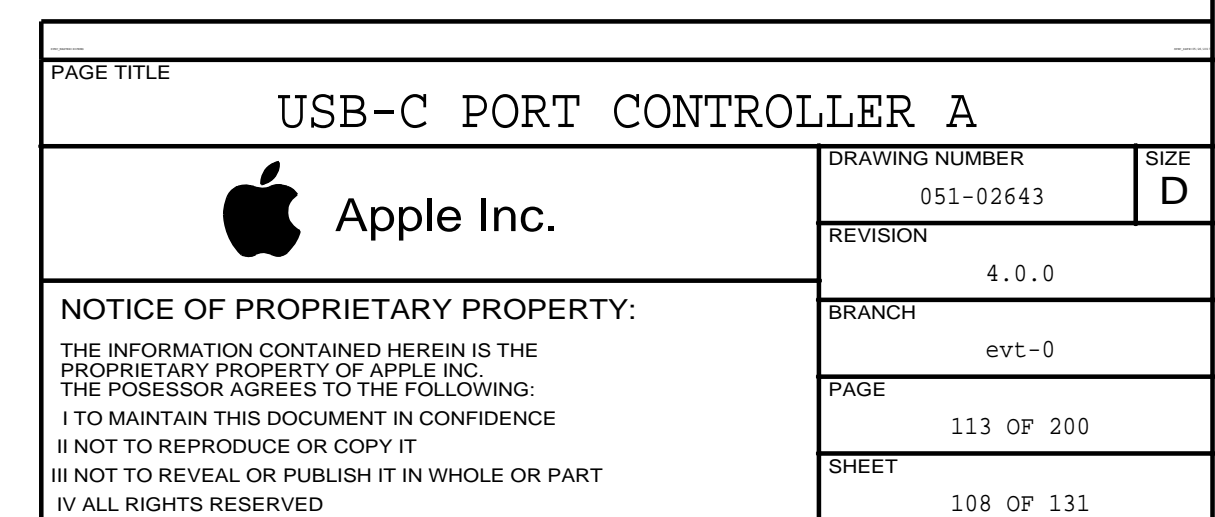 PAGE TITLE
USB-C PORT CONTROLLER A
Apple Inc.
DRAWING NUMBER
051-02643
SIZE
D
REVISION
4.0.0
NOTICE OF PROPRIETARY PROPERTY:
THE INFORMATION CONTAINED HEREIN IS THE
PROPRIETARY PROPERTY OF APPLE INC.
THE POSESSOR AGREES TO THE FOLLOWING:
I TO MAINTAIN THIS DOCUMENT IN CONFIDENCE
II NOT TO REPRODUCE OR COPY IT
III NOT TO REVEAL OR PUBLISH IT IN WHOLE OR PART
IV ALL RIGHTS RESERVED
BRANCH
evt-0
PAGE
113 OF 200
SHEET
108 OF 131